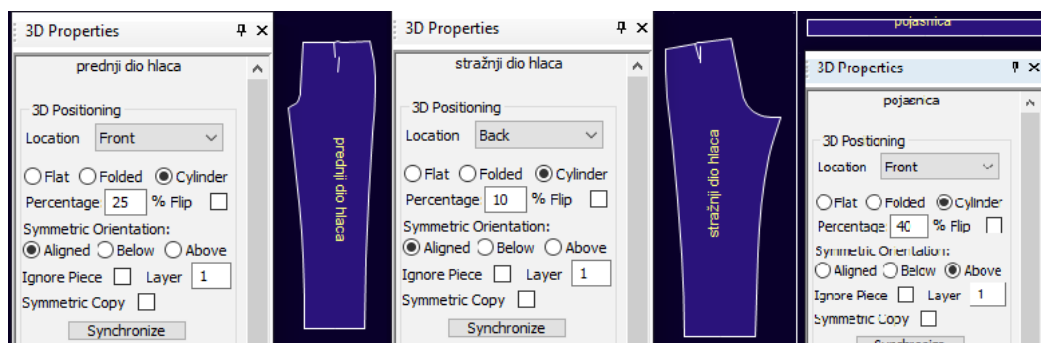 3D Properties
prednji dio hlaca
3D Positioning
Location Front
Flat Folded Cylinder
Percentage 25 % Flip
Symmetric Orientation:
Aligned Below Above
Ignore Piece Layer 1
Symmetric Copy
Synchronize
prednji dio hlaca
3D Properties
stražnji dio hlaca
3D Positioning
Location Back
Flat Folded Cylinder
Percentage 10 % Flip
Symmetric Orientation:
Aligned Below Above
Ignore Piece Layer 1
Symmetric Copy
Synchronize
stražnji dio hlaca
pojasnica
3D Properties
pojasnica
3D Positioning
Location Front
Flat Folded Cylinder
Percentage 40 % Flip
Symmetric Orientation:
Aligned Below Above
Ignore Piece Layer 1
Symmetric Copy
Synchronize